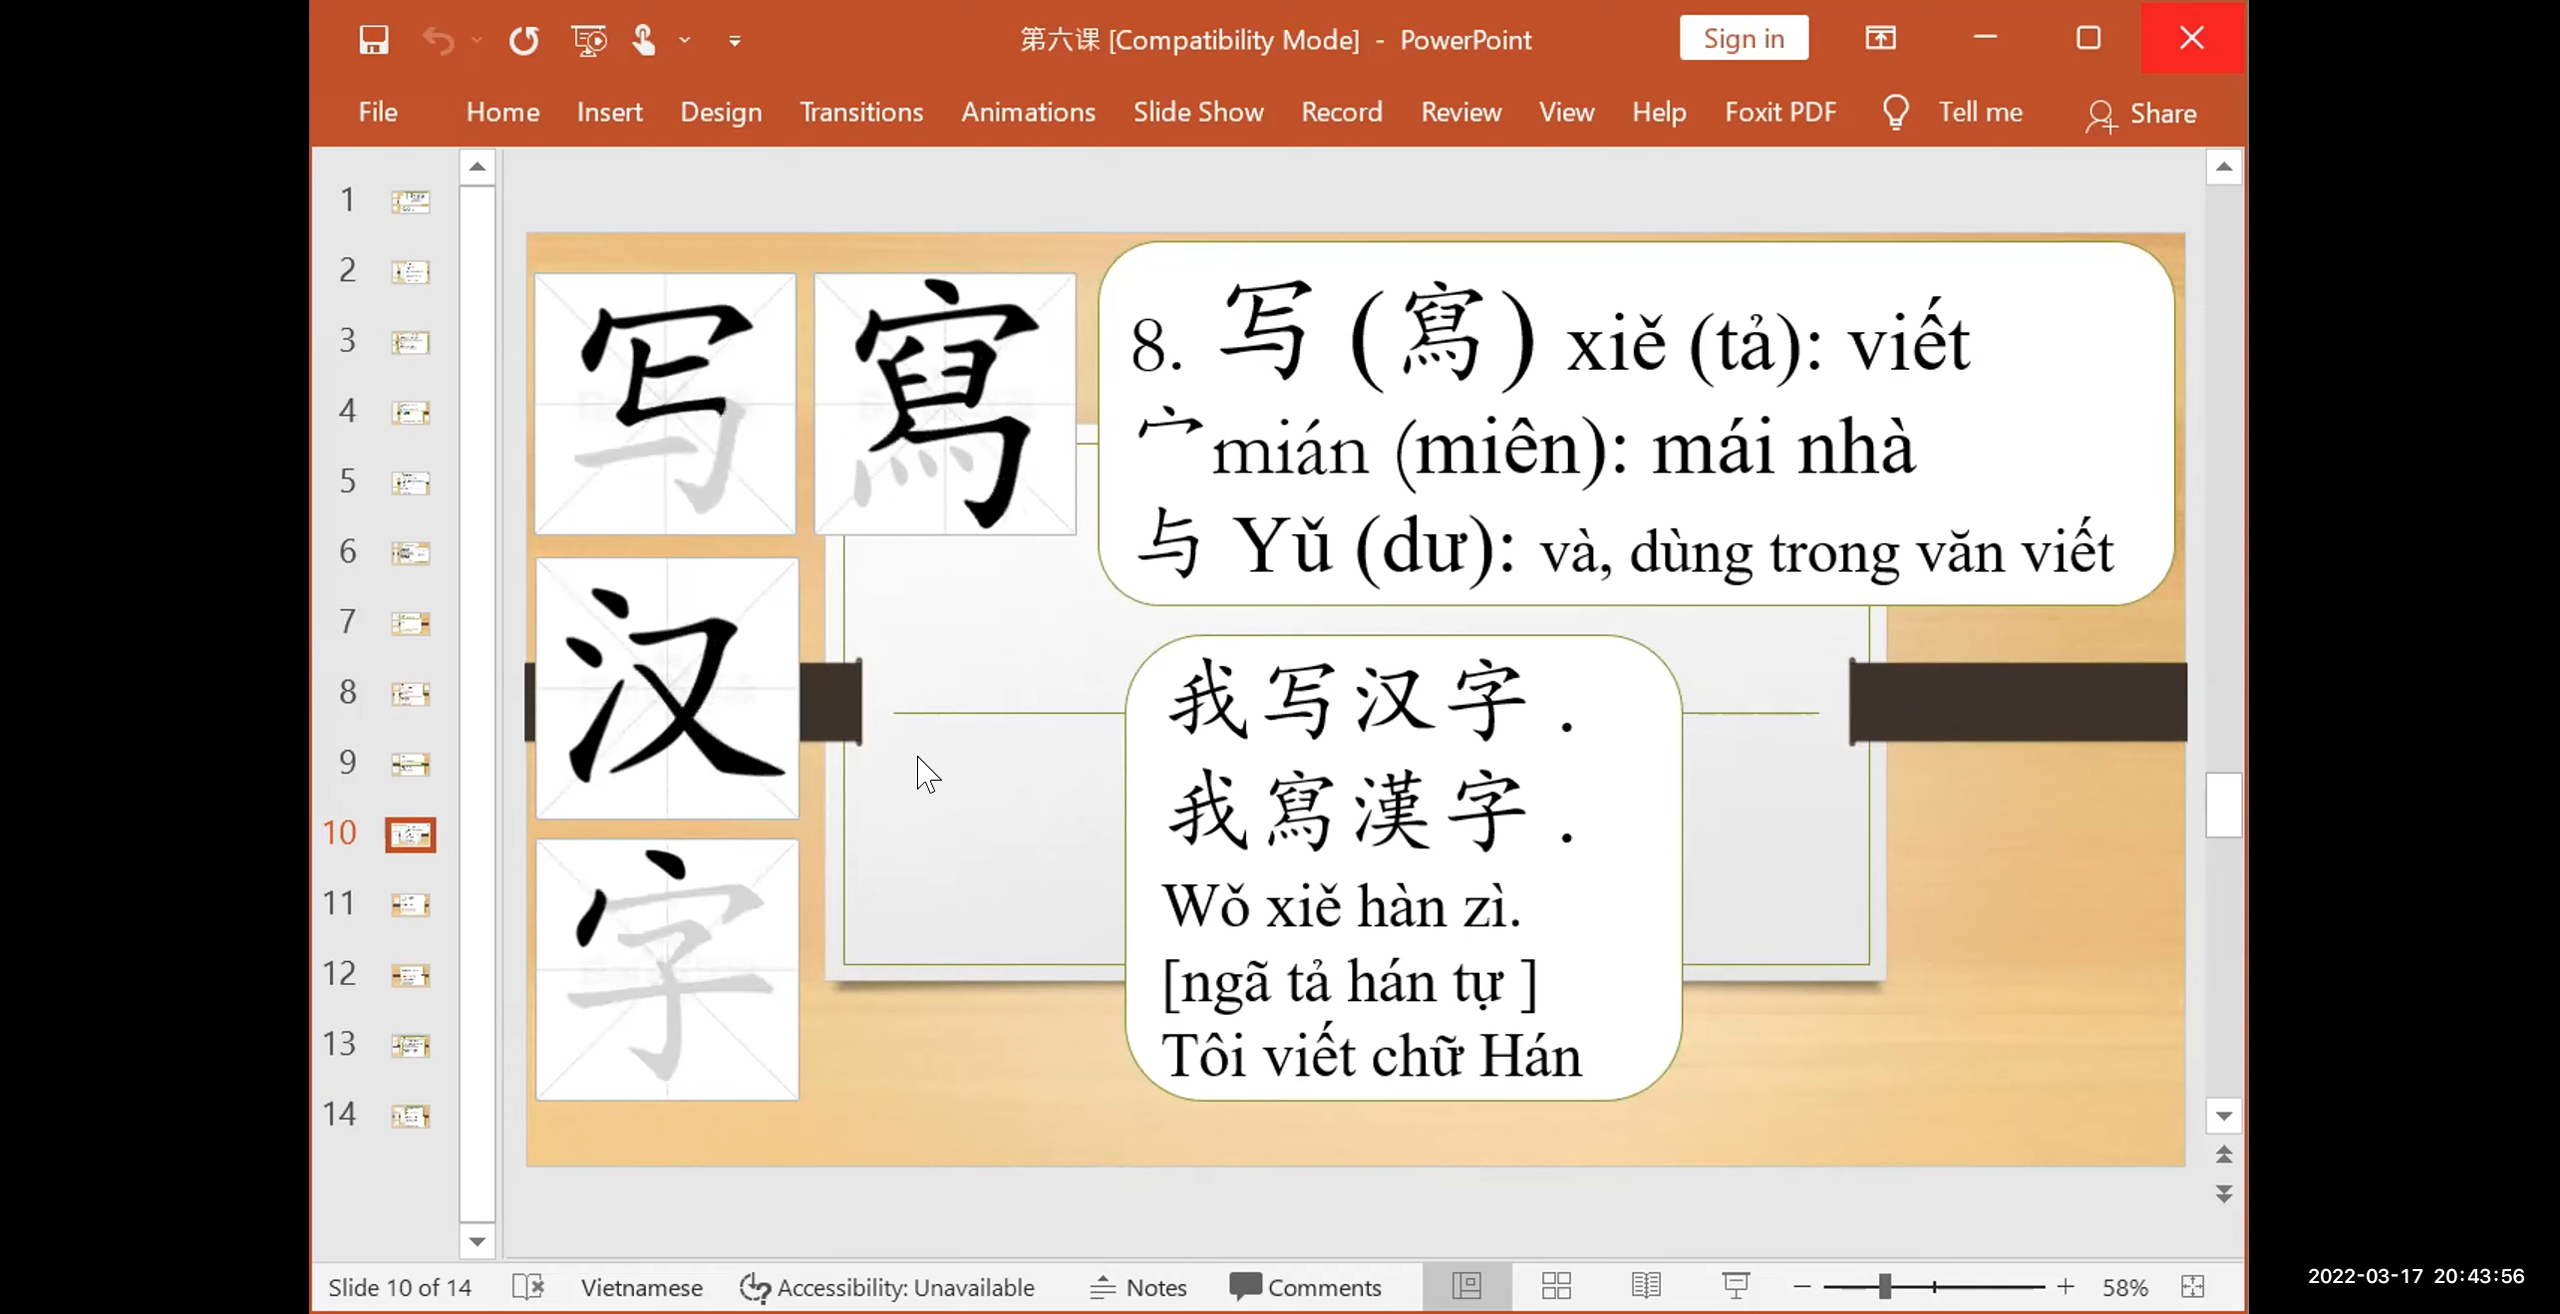 第六课 [Compatibility Mode] - PowerPoint
Sign in
File Home Insert Design Transitions Animations Slide Show Record Review View Help Foxit PDF Tell me Share
1
2
3
4
5
6
7
8
9
10
11
12
13
14
写
寫
汉
字
8. 写 (寫) xiě (tả): viết
宀 mián (miên): mái nhà
与 Yǔ (dư): và, dùng trong văn viết
我写汉字.
我寫漢字.
Wǒ xiě hàn zì.
[ngã tả hán tự ]
Tôi viết chữ Hán
Slide 10 of 14 Vietnamese Accessibility: Unavailable Notes Comments 58%
2022-03-17 20:43:56